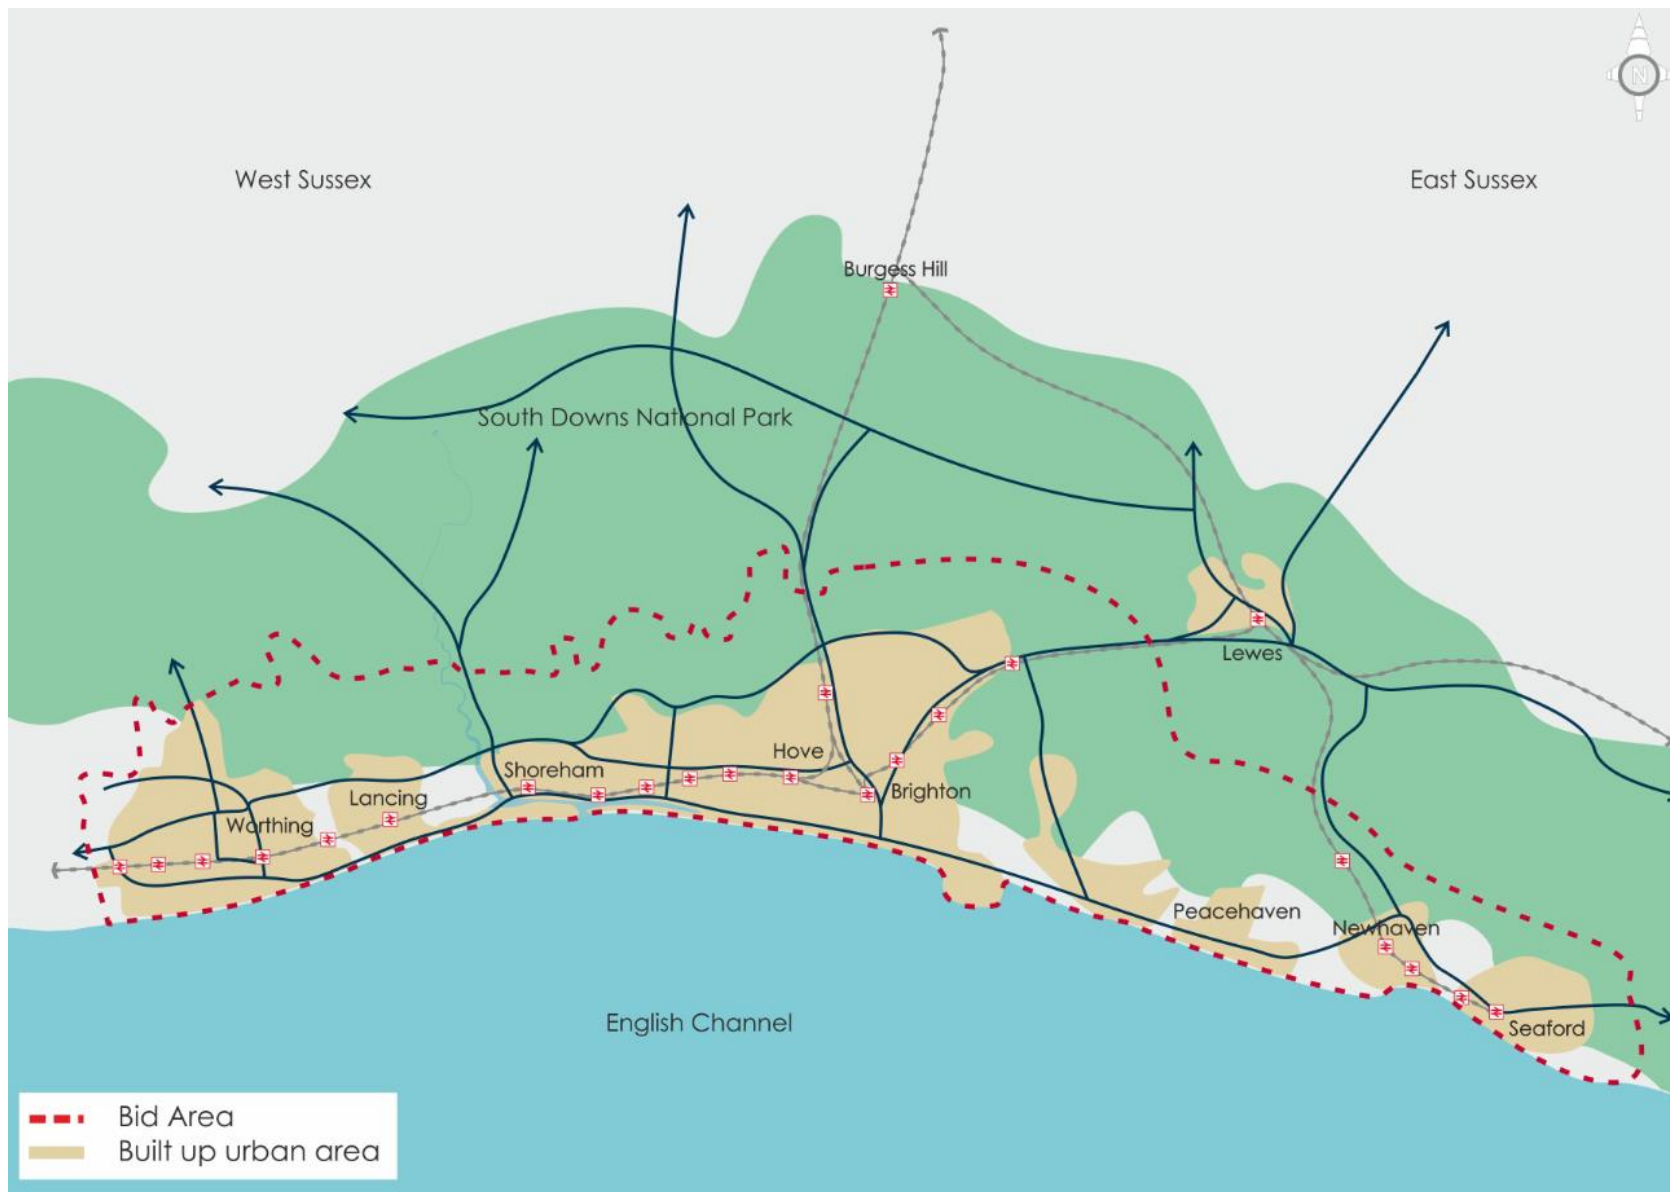 N
West Sussex
East Sussex
Burgess Hill
South Downs National Park
Lewes
Hove
Shoreham
Brighton
Lancing
Worthing
Peacehaven
Newhaven
English Channel
Seaford
Bid Area
Built up urban area